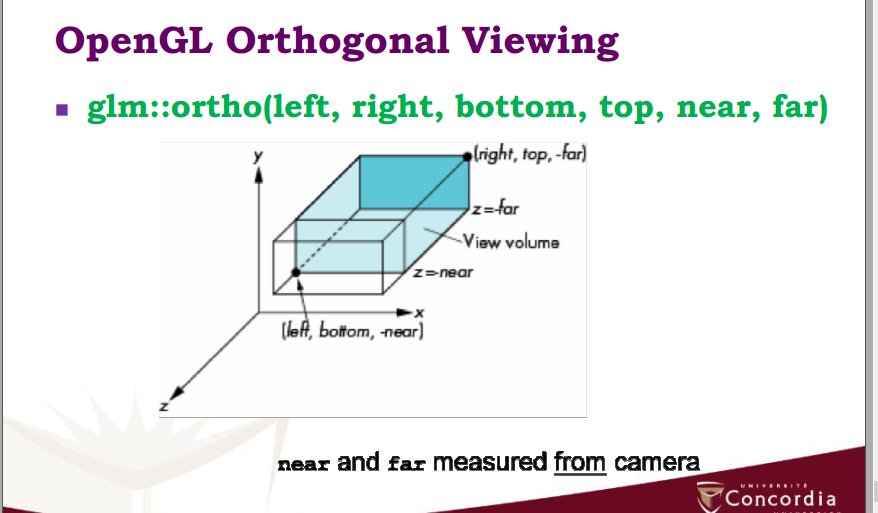 OpenGL Orthogonal Viewing
▪ glm::ortho(left, right, bottom, top, near, far)
y
(right, top, -far)
z=-far
View volume
z=-near
x
(left, bottom, -near)
z
near and far measured from camera
UNIVERSITÉ
Concordia